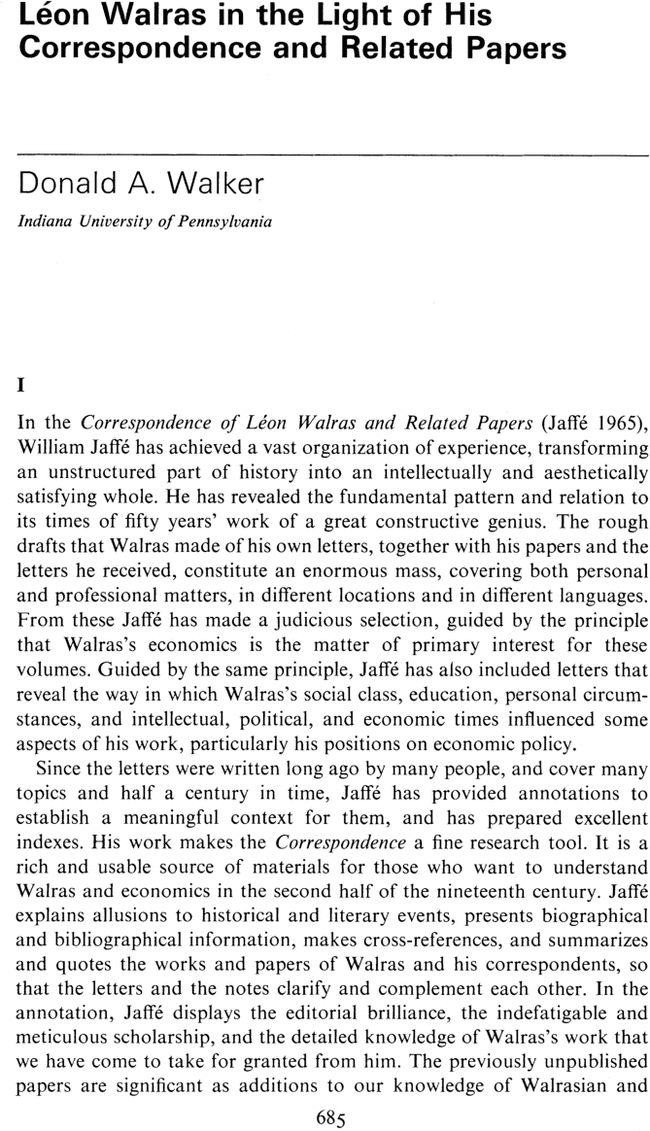 Léon Walras in the Light of His
Correspondence and Related Papers
Donald A. Walker
Indiana University of Pennsylvania
I
In the Correspondence of Léon Walras and Related Papers (Jaffé 1965),
William Jaffé has achieved a vast organization of experience, transforming
an unstructured part of history into an intellectually and aesthetically
satisfying whole. He has revealed the fundamental pattern and relation to
its times of fifty years' work of a great constructive genius. The rough
drafts that Walras made of his own letters, together with his papers and the
letters he received, constitute an enormous mass, covering both personal
and professional matters, in different locations and in different languages.
From these Jaffé has made a judicious selection, guided by the principle
that Walras's economics is the matter of primary interest for these
volumes. Guided by the same principle, Jaffé has also included letters that
reveal the way in which Walras's social class, education, personal circum-
stances, and intellectual, political, and economic times influenced some
aspects of his work, particularly his positions on economic policy.
Since the letters were written long ago by many people, and cover many
topics and half a century in time, Jaffé has provided annotations to
establish a meaningful context for them, and has prepared excellent
indexes. His work makes the Correspondence a fine research tool. It is a
rich and usable source of materials for those who want to understand
Walras and economics in the second half of the nineteenth century. Jaffé
explains allusions to historical and literary events, presents biographical
and bibliographical information, makes cross-references, and summarizes
and quotes the works and papers of Walras and his correspondents, so
that the letters and the notes clarify and complement each other. In the
annotation, Jaffé displays the editorial brilliance, the indefatigable and
meticulous scholarship, and the detailed knowledge of Walras's work that
we have come to take for granted from him. The previously unpublished
papers are significant as additions to our knowledge of Walrasian and
685